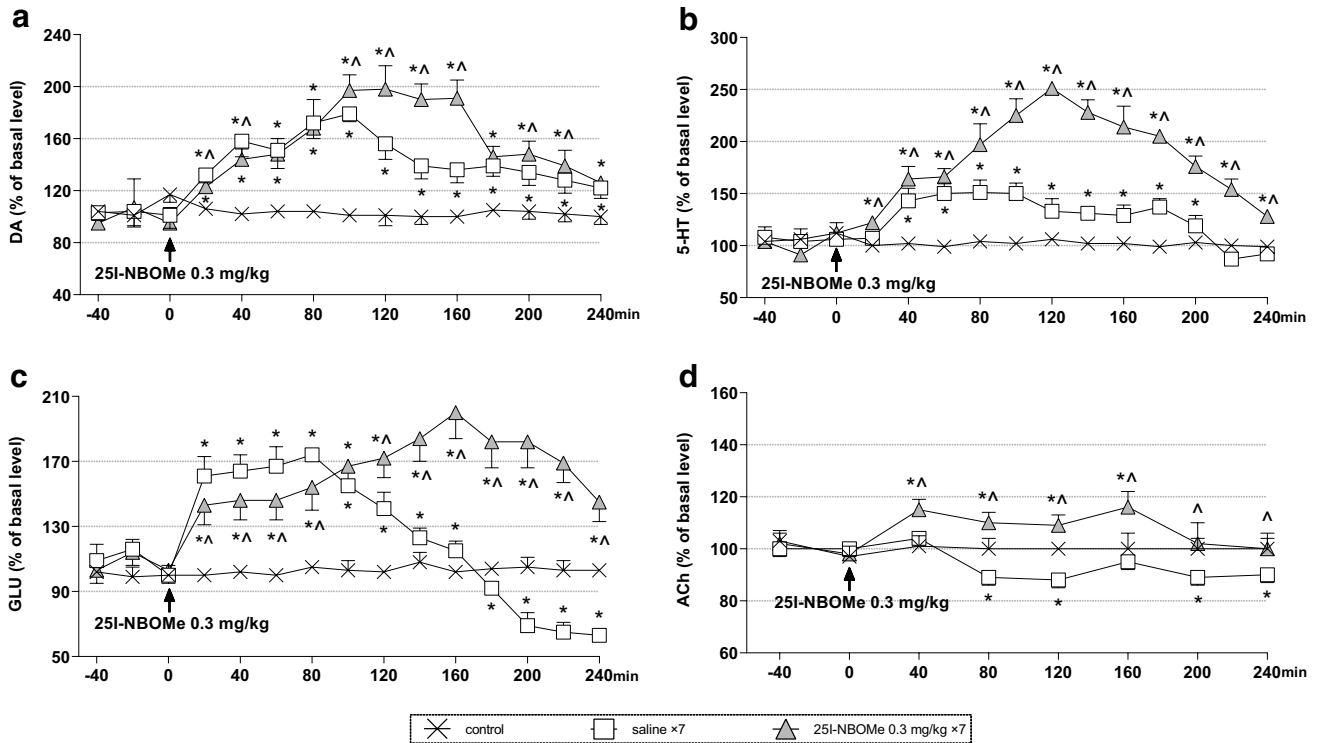 a
DA (% of basal level)
240
200
160
120
80
40
*^ *^ * * *^ *^ *^ *^ * *^ *^ *
* * * * * * * * * * * *
25I-NBOMe 0.3 mg/kg
-40 0 40 80 120 160 200 240min
b
5-HT (% of basal level)
300
250
200
150
100
50
*^ *^ *^ *^ *^ *^ *^ *^ *^ *^ *^ *^
* * * * * * * * *
25I-NBOMe 0.3 mg/kg
-40 0 40 80 120 160 200 240min
c
GLU (% of basal level)
210
170
130
90
50
* * * * * *^
*^ *^ *^ *^ * * * * *^ *^ *^ *^ *^ *^
* * * *
25I-NBOMe 0.3 mg/kg
-40 0 40 80 120 160 200 240min
d
ACh (% of basal level)
160
140
120
100
80
60
*^ *^ *^ *^ ^ ^
* * * *
25I-NBOMe 0.3 mg/kg
-40 0 40 80 120 160 200 240min
control saline ×7 25I-NBOMe 0.3 mg/kg ×7